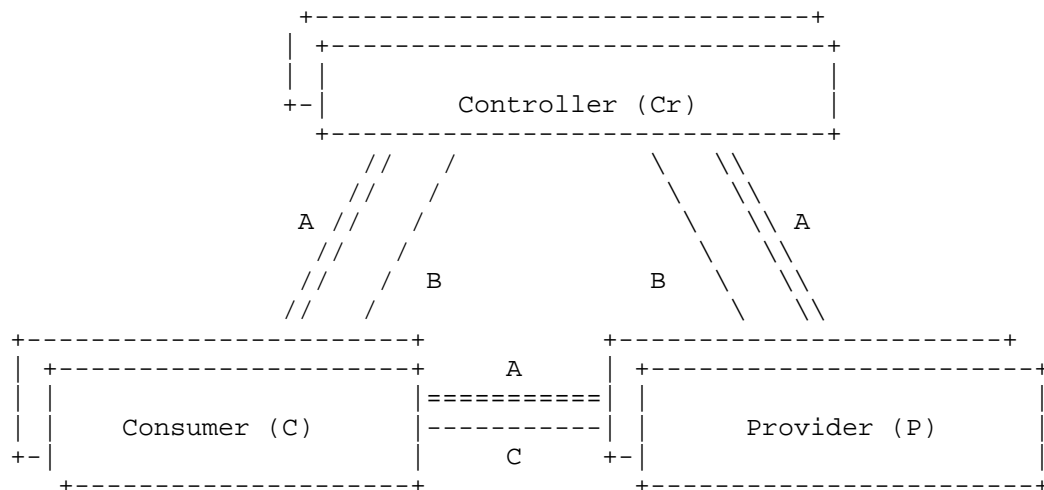 Controller (Cr)
A A
B B
A
Consumer (C) Provider (P)
C